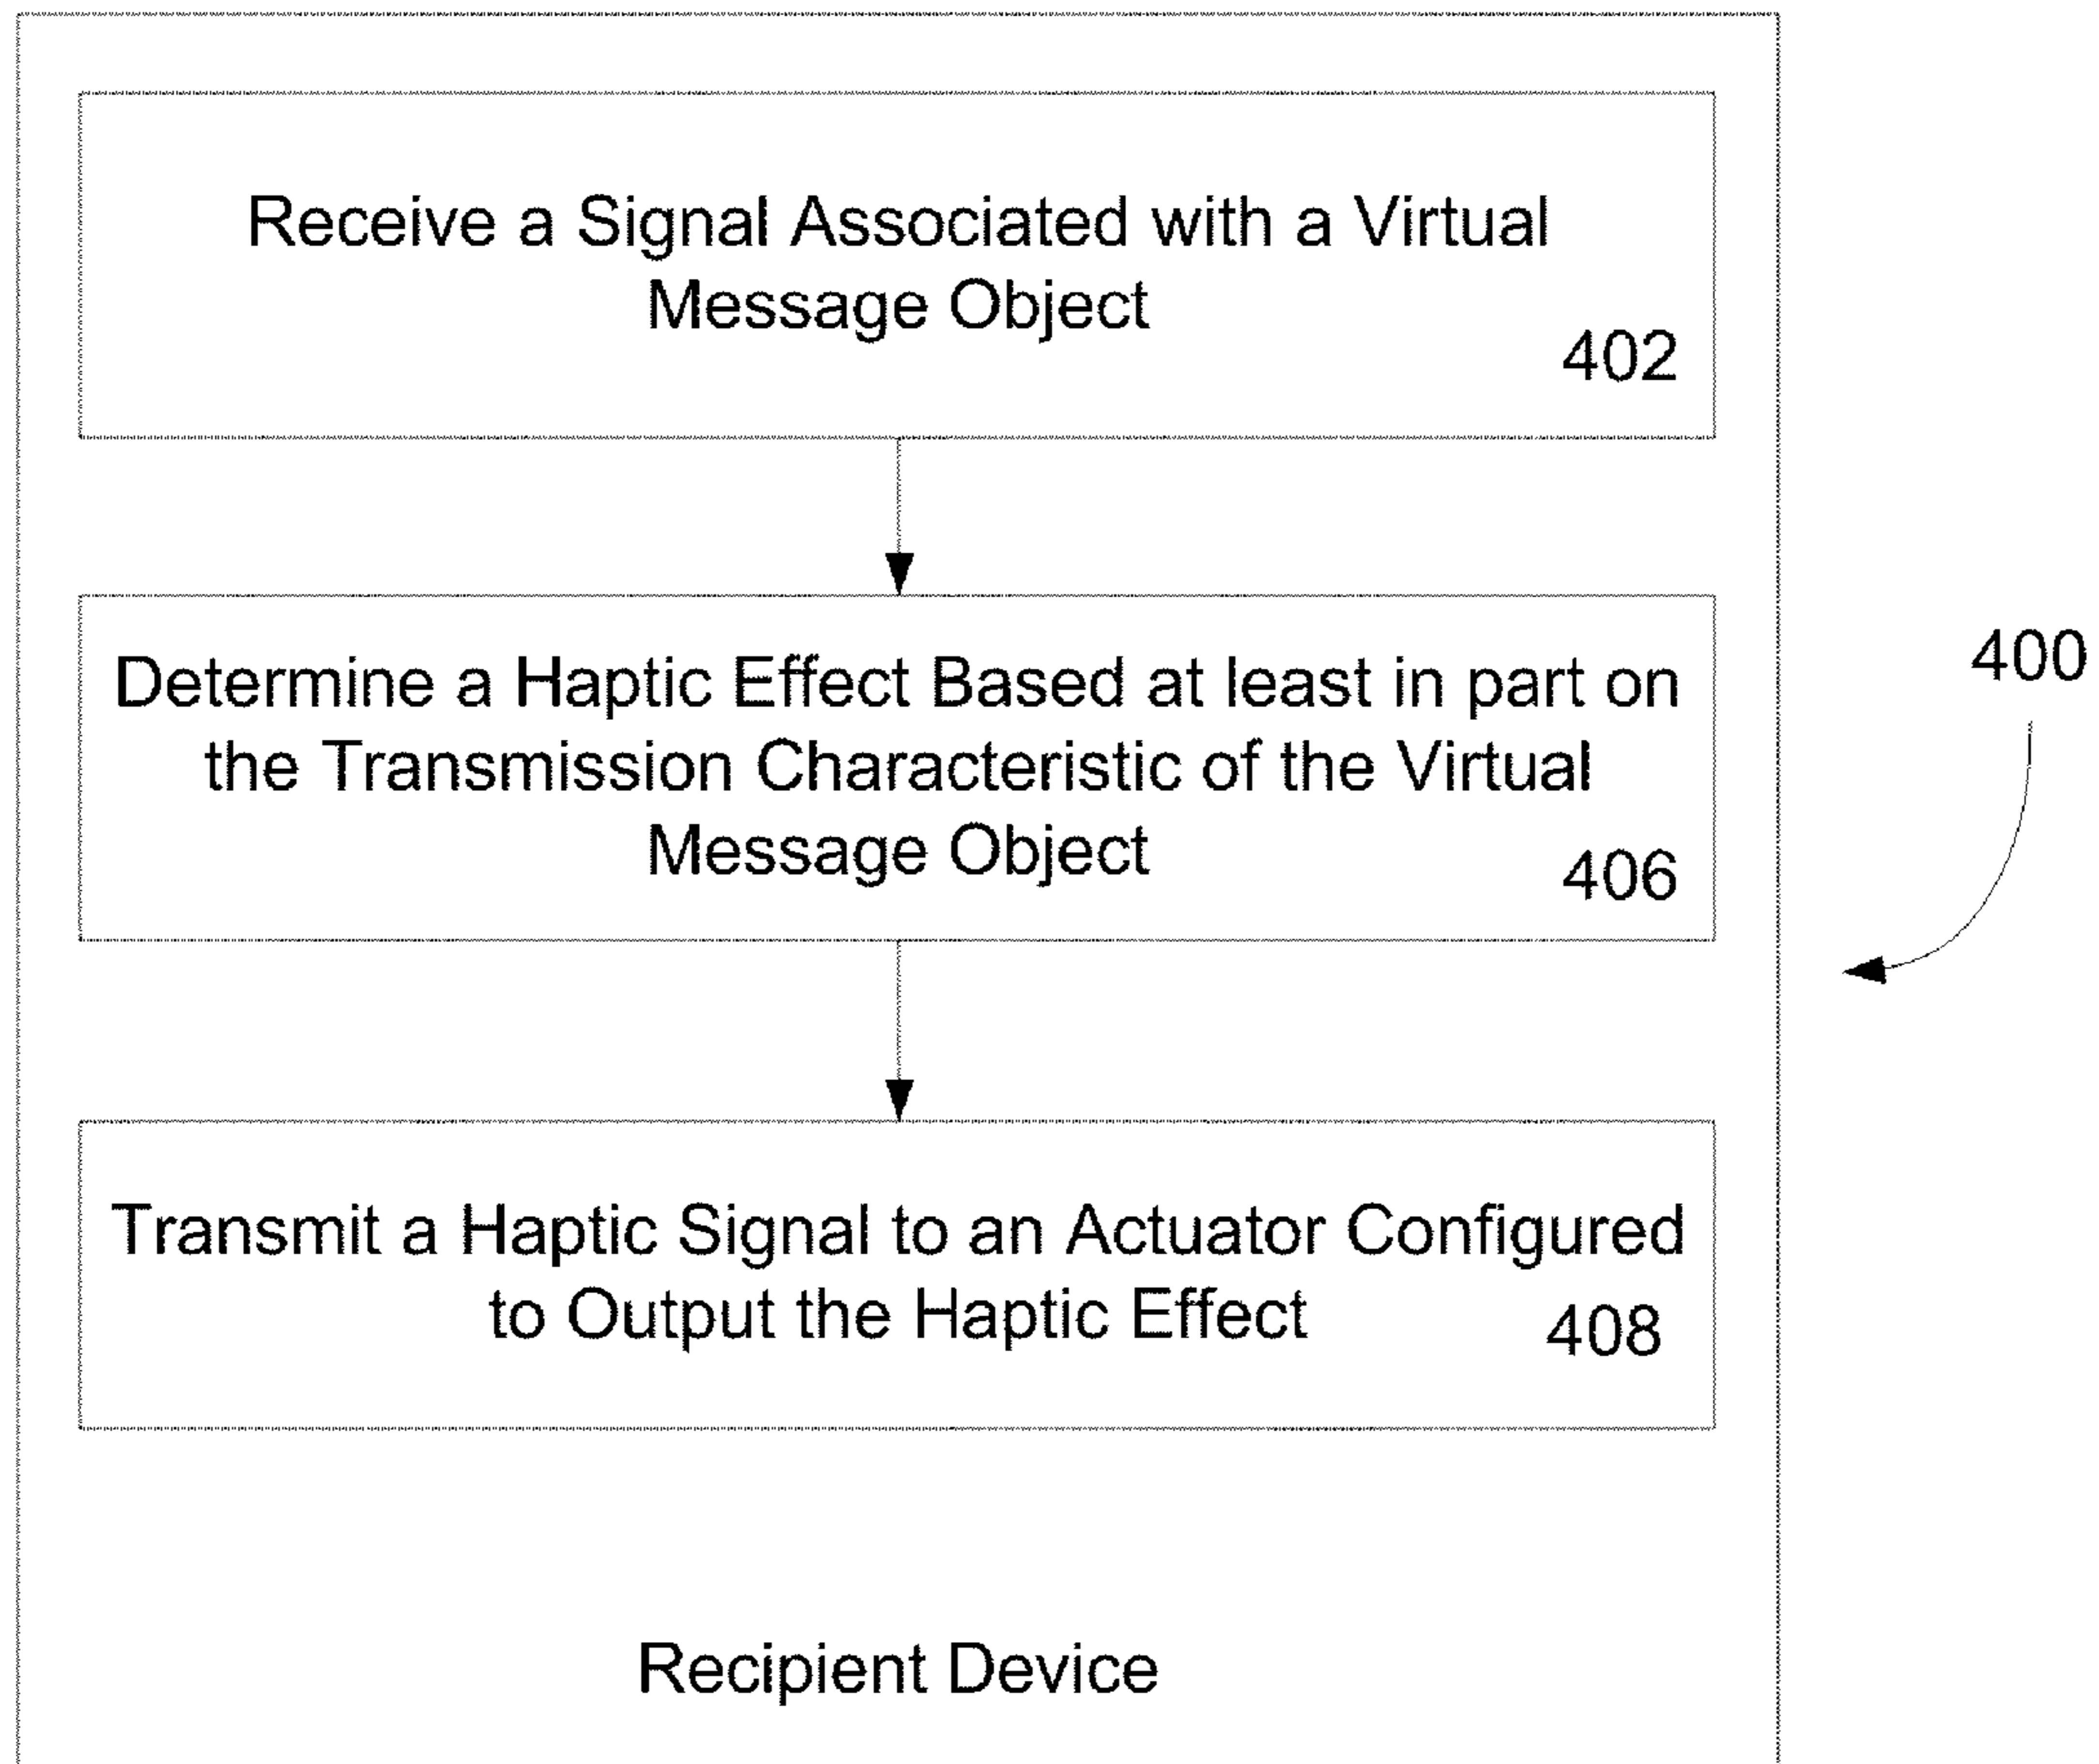 Receive a Signal Associated with a Virtual
Message Object
402
Determine a Haptic Effect Based at least in part on
the Transmission Characteristic of the Virtual
Message Object
406
400
Transmit a Haptic Signal to an Actuator Configured
to Output the Haptic Effect
408
Recipient Device